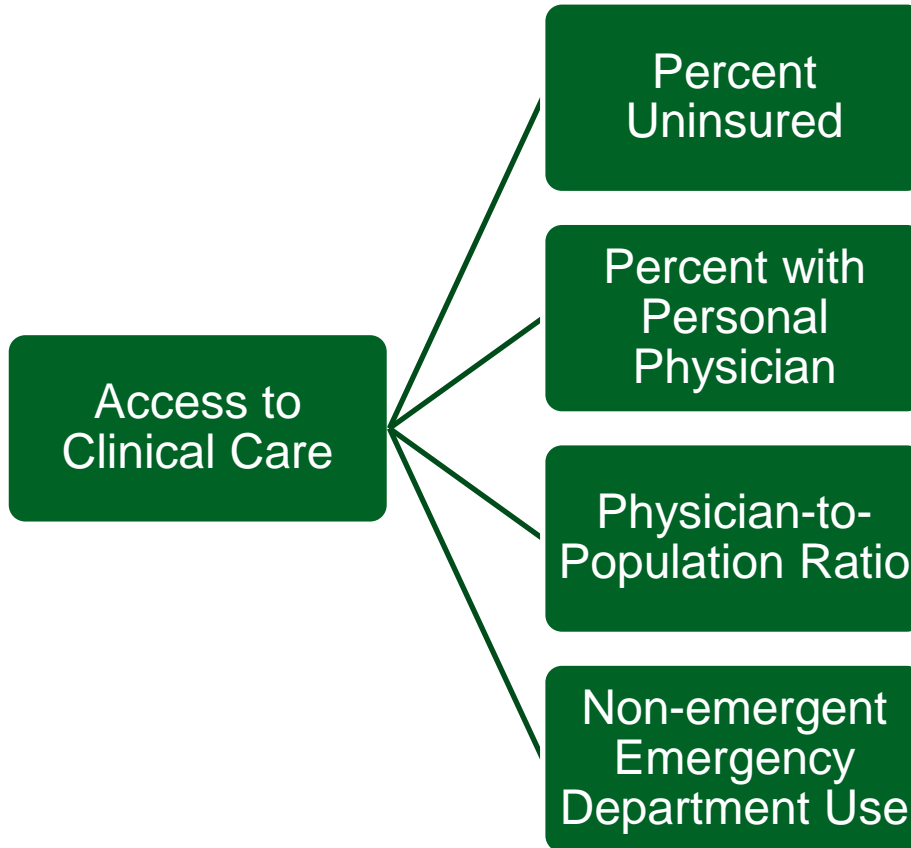 Percent
Uninsured
Percent with
Personal
Physician
Access to
Clinical Care
Physician-to-
Population Ratio
Non-emergent
Emergency
Department Use